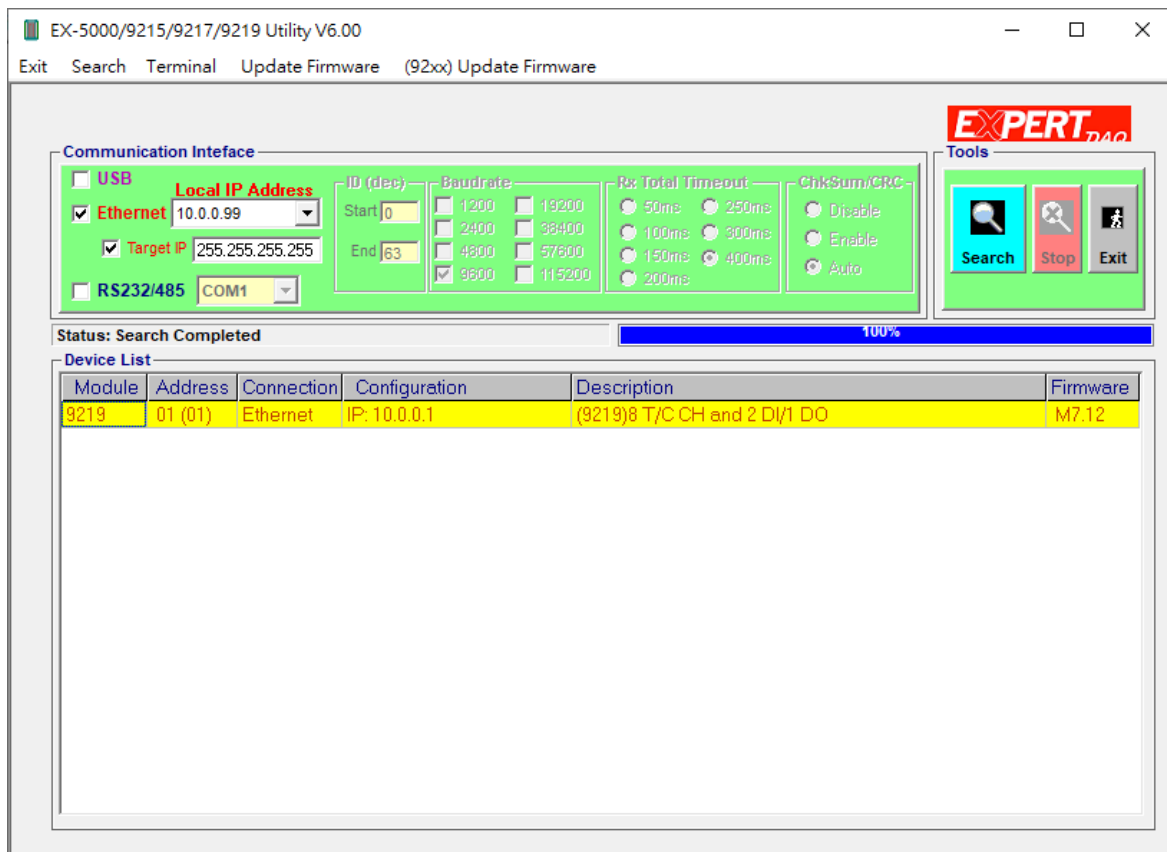 EX-5000/9215/9217/9219 Utility V6.00
Exit Search Terminal Update Firmware (92xx) Update Firmware
EXPERT DAQ
Communication Inteface
USB
Local IP Address
Ethernet 10.0.0.99
Target IP 255.255.255.255
RS232/485 COM1
ID (dec)
Start 0
End 63
Baudrate
1200 19200
2400 38400
4800 57600
9600 115200
Rx Total Timeout
50ms 250ms
100ms 300ms
150ms 400ms
200ms
ChkSum/CRC
Disable
Enable
Auto
Tools
Search Stop Exit
Status: Search Completed
100%
Device List
Module Address Connection Configuration Description Firmware
9219 01 (01) Ethernet IP: 10.0.0.1 (9219)8 T/C CH and 2 DI/1 DO M7.12